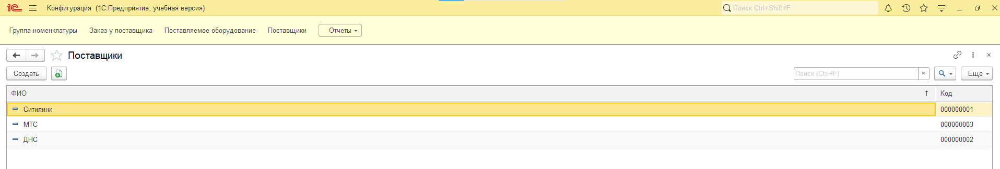 1С Конфигурация (1С:Предприятие, учебная версия) Поиск Ctrl+Shift+F
Группа номенклатуры Заказ у поставщика Поставляемое оборудование Поставщики Отчеты
Поставщики
Создать Поиск (Ctrl+F) × Еще
ФИО Код
Ситилинк 000000001
МТС 000000003
ДНС 000000002